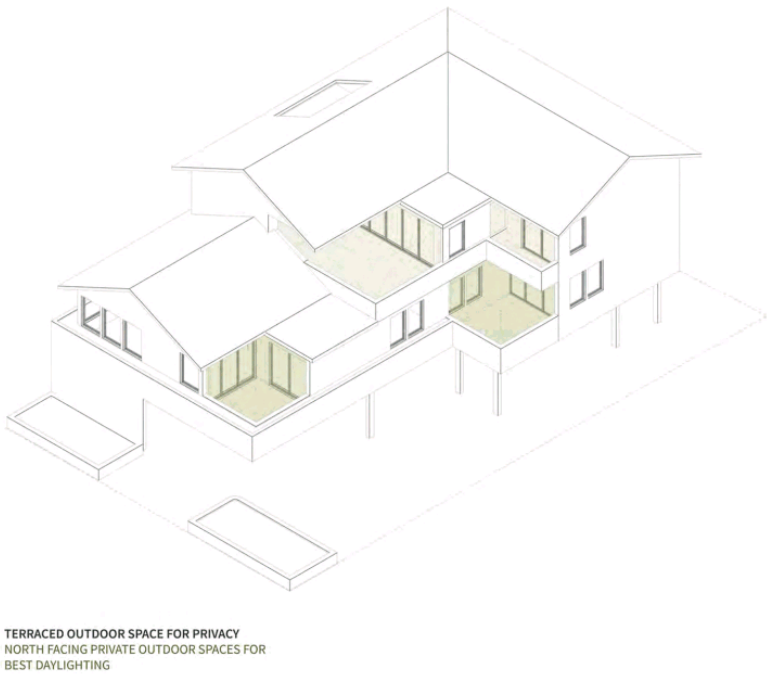 TERRACED OUTDOOR SPACE FOR PRIVACY
NORTH FACING PRIVATE OUTDOOR SPACES FOR
BEST DAYLIGHTING